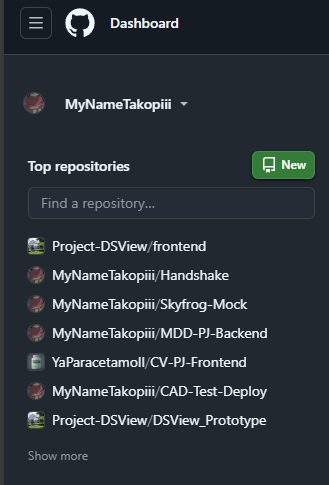 Dashboard
MyNameTakopiii
Top repositories
New
Find a repository...
Project-DSView/frontend
MyNameTakopiii/Handshake
MyNameTakopiii/Skyfrog-Mock
MyNameTakopiii/MDD-PJ-Backend
YaParacetamoll/CV-PJ-Frontend
MyNameTakopiii/CAD-Test-Deploy
Project-DSView/DSView_Prototype
Show more